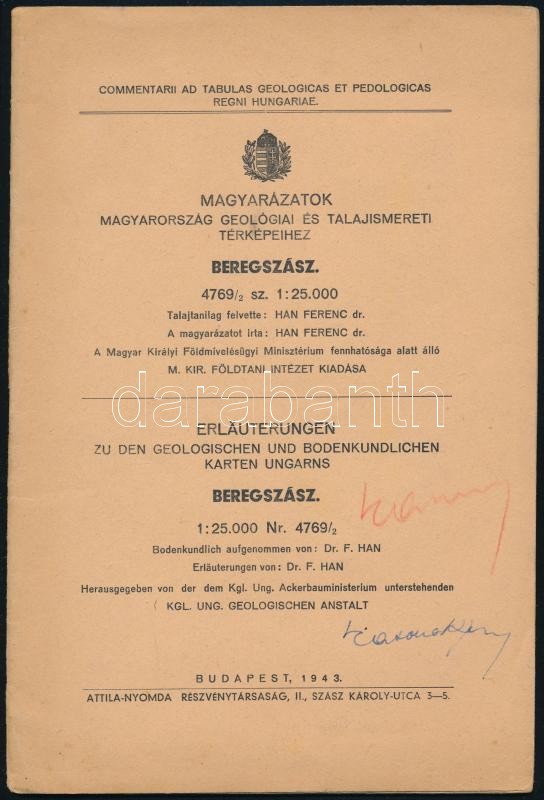 COMMENTARII AD TABULAS GEOLOGICAS ET PEDOLOGICAS
REGNI HUNGARIAE.
MAGYARÁZATOK
MAGYARORSZÁG GEOLÓGIAI ÉS TALAJISMERETI
TÉRKÉPEIHEZ
BEREGSZÁSZ.
4769/2 sz. 1:25.000
Talajtanilag felvette: HAN FERENC dr.
A magyarázatot irta: HAN FERENC dr.
A Magyar Királyi Földmívelésügyi Minisztérium fennhatósága alatt álló
M. KIR. FÖLDTANI INTÉZET KIADÁSA
darabanth
ERLÄUTERUNGEN
ZU DEN GEOLOGISCHEN UND BODENKUNDLICHEN
KARTEN UNGARNS
BEREGSZÁSZ.
1:25.000 Nr. 4769/2
Bodenkundlich aufgenommen von: Dr. F. HAN
Erläuterungen von: Dr. F. HAN
Herausgegeben von der dem Kgl. Ung. Ackerbauministerium unterstehenden
KGL. UNG. GEOLOGISCHEN ANSTALT
BUDAPEST, 1943.
ATTILA-NYOMDA RÉSZVÉNYTÁRSASÁG, II., SZÁSZ KÁROLY-UTCA 3—5.